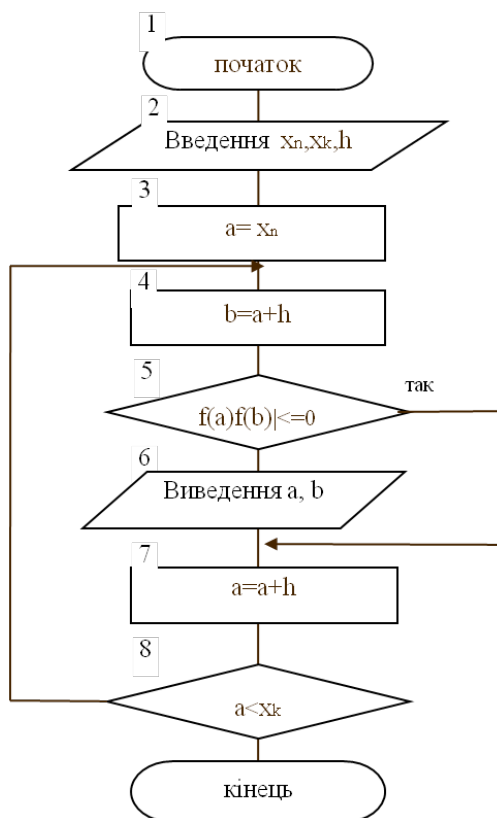 1
початок
2
Введення xn,xk,h
3
a= xn
4
b=a+h
5
так
f(a)f(b)|<=0
6
Виведення a, b
7
a=a+h
8
a<xk
кінець